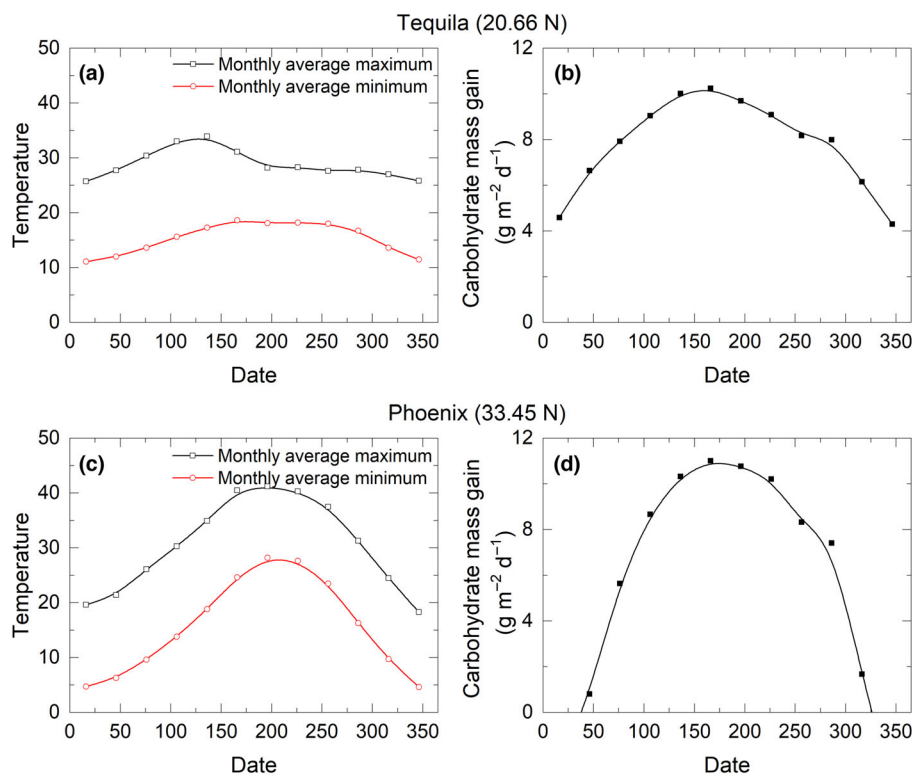 Tequila (20.66 N)
(a)
Monthly average maximum
Monthly average minimum
50
40
30
20
10
0
Temperature
0 50 100 150 200 250 300 350
Date
(b)
12
8
4
0
Carbohydrate mass gain
(g m⁻² d⁻¹)
0 50 100 150 200 250 300 350
Date
Phoenix (33.45 N)
(c)
Monthly average maximum
Monthly average minimum
50
40
30
20
10
0
Temperature
0 50 100 150 200 250 300 350
Date
(d)
12
8
4
0
Carbohydrate mass gain
(g m⁻² d⁻¹)
0 50 100 150 200 250 300 350
Date